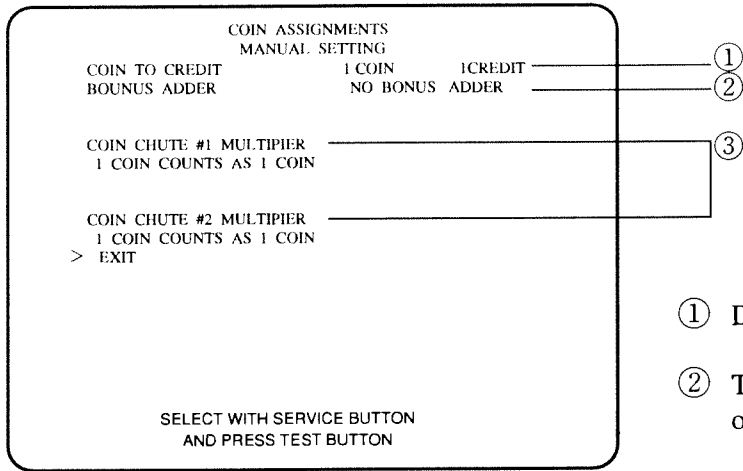 COIN ASSIGNMENTS
MANUAL SETTING
COIN TO CREDIT 1 COIN 1CREDIT ①
BOUNUS ADDER NO BONUS ADDER ②
COIN CHUTE #1 MULTIPIER ③
1 COIN COUNTS AS 1 COIN
COIN CHUTE #2 MULTIPIER
1 COIN COUNTS AS 1 COIN
> EXIT
SELECT WITH SERVICE BUTTON
AND PRESS TEST BUTTON
①
②